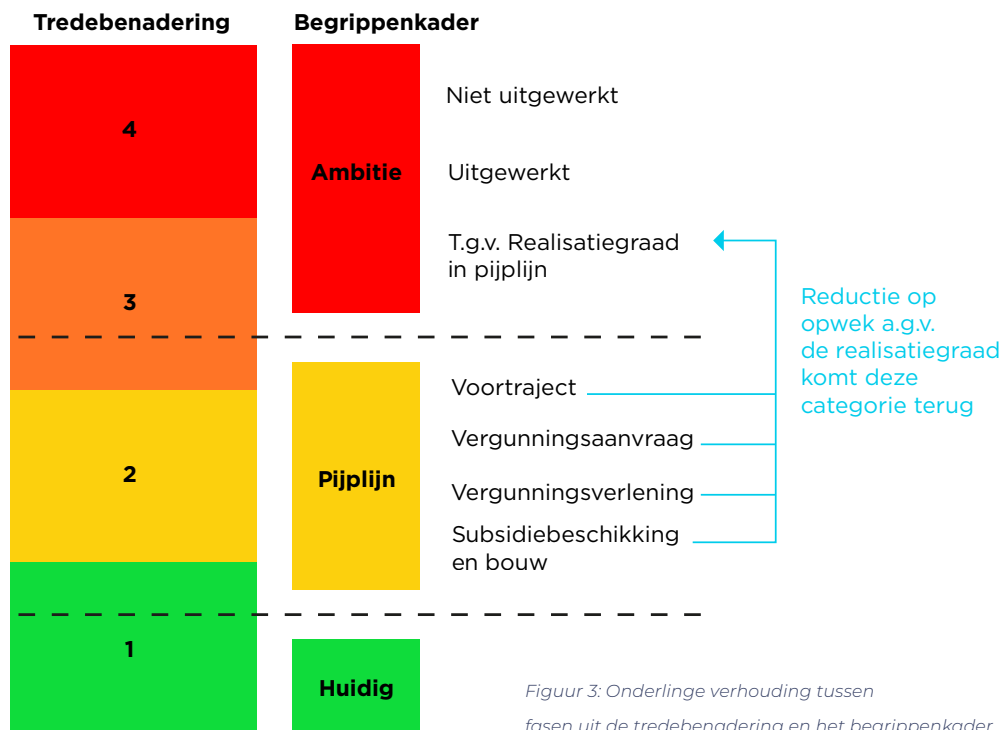 Tredebenadering
Begrippenkader
4
3
2
1
Ambitie
Pijplijn
Huidig
Niet uitgewerkt
Uitgewerkt
T.g.v. Realisatiegraad
in pijplijn
Voortraject
Vergunningsaanvraag
Vergunningsverlening
Subsidiebeschikking
en bouw
Reductie op
opwek a.g.v.
de realisatiegraad
komt deze
categorie terug
Figuur 3: Onderlinge verhouding tussen
fasen uit de tredebenadering en het begrippenkader